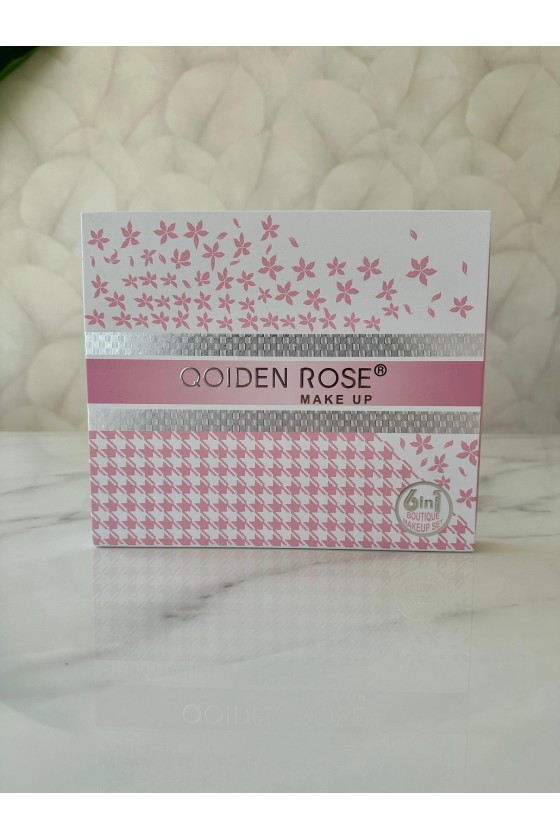 QOIDEN ROSE®
MAKE UP
6in1
BOUTIQUE
MAKEUP SET